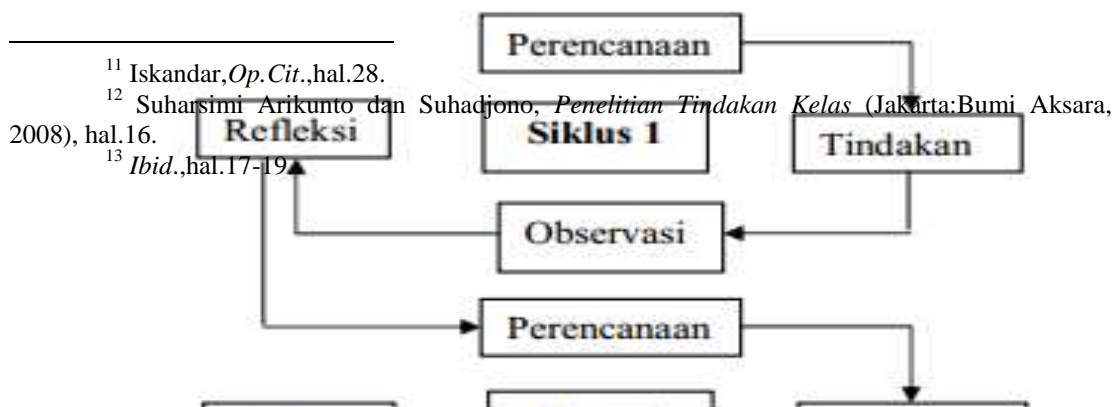 Perencanaan
11 Iskandar,Op.Cit.,hal.28.
12 Suharsimi Arikunto dan Suhadjono, Penelitian Tindakan Kelas (Jakarta:Bumi Aksara,
2008), hal.16.
13 Ibid.,hal.17-19.
Refleksi
Siklus 1
Tindakan
Observasi
Perencanaan